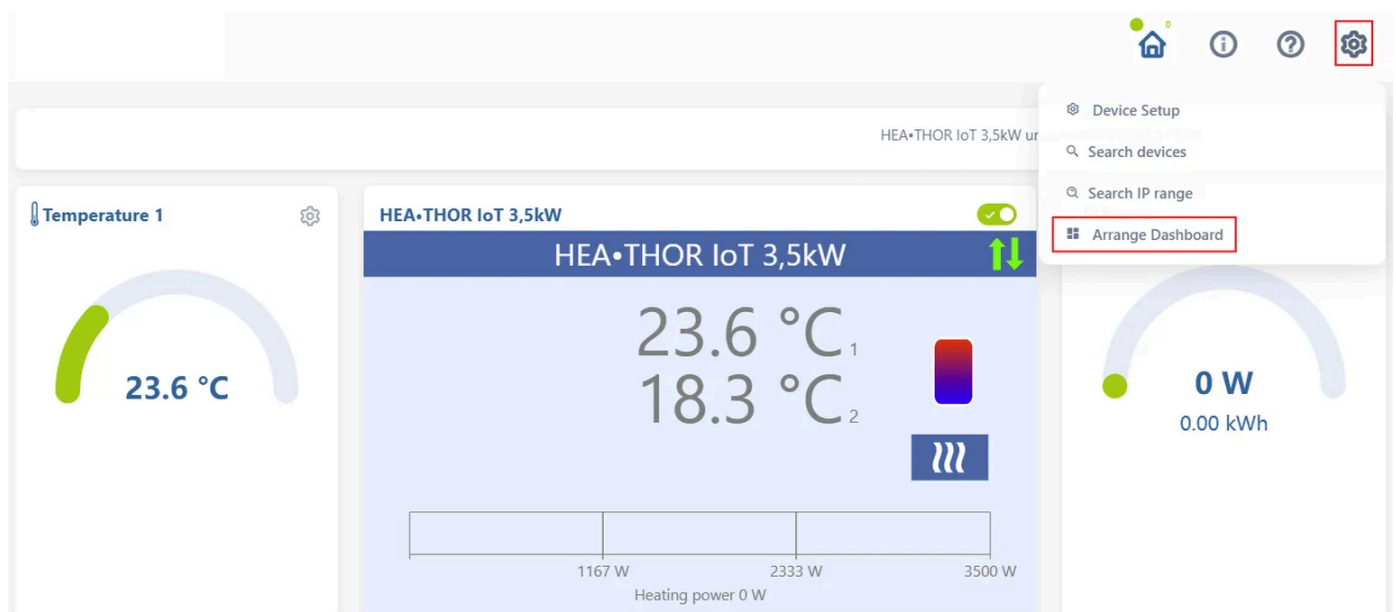 0
Device Setup
Search devices
Search IP range
Arrange Dashboard
HEA•THOR IoT 3,5kW
Temperature 1
23.6 °C
HEA•THOR IoT 3,5kW
HEA•THOR IoT 3,5kW
23.6 °C 1
18.3 °C 2
1167 W 2333 W 3500 W
Heating power 0 W
0 W
0.00 kWh